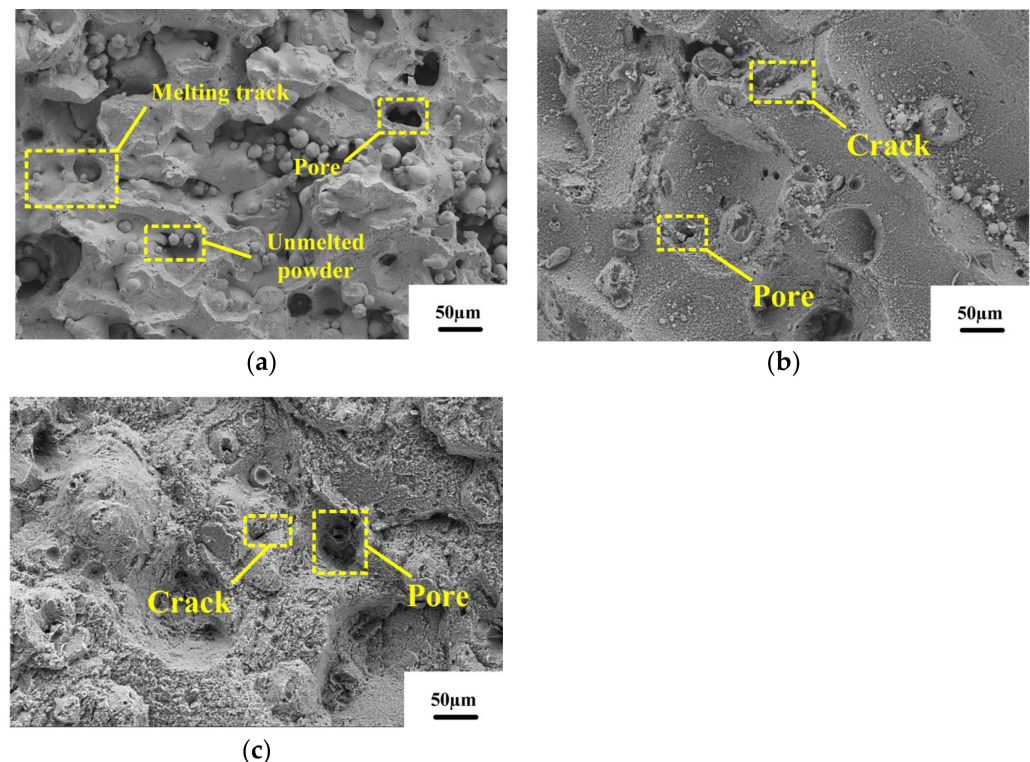 Melting track
Pore
Unmelted
powder
50μm
(a)
Crack
Pore
50μm
(b)
Crack
Pore
50μm
(c)